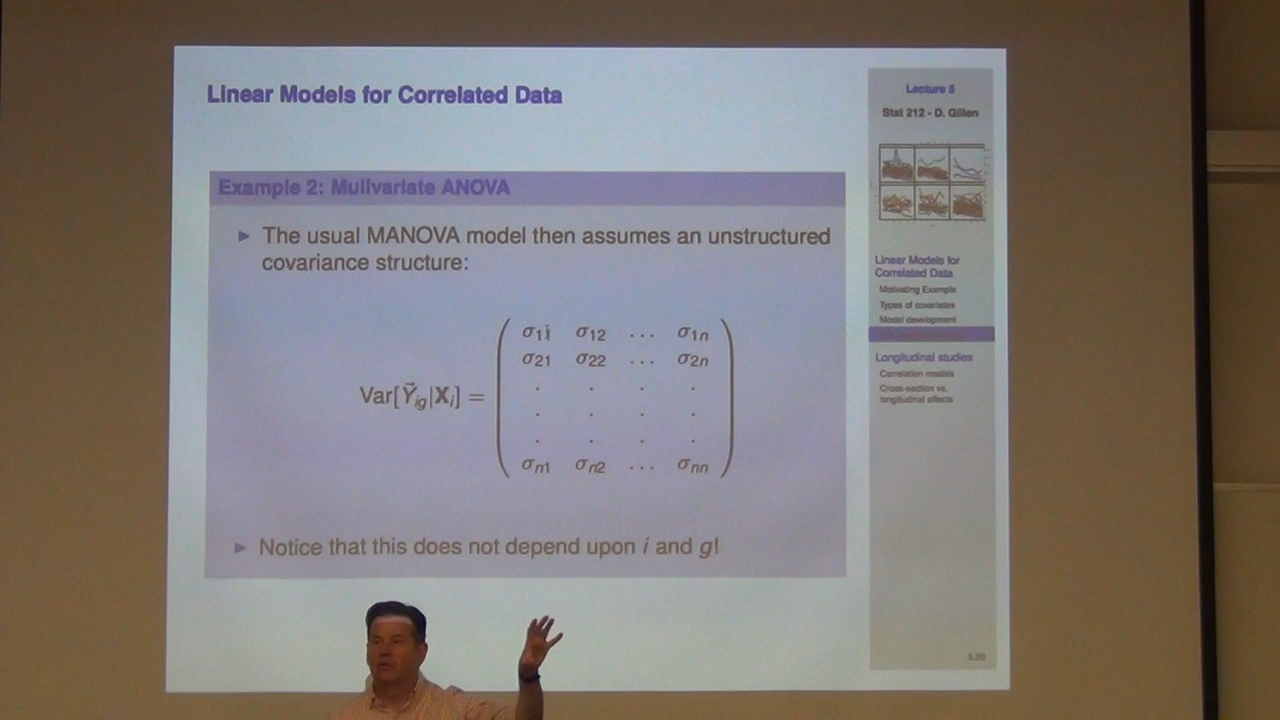 Linear Models for Correlated Data
Example 2: Multivariate ANOVA
► The usual MANOVA model then assumes an unstructured
covariance structure:
σ11 σ12 ... σ1n
σ21 σ22 ... σ2n
. . . .
. . . .
. . . .
σn1 σn2 ... σnn
Var[Y⃗ig|Xi] =
► Notice that this does not depend upon i and g!
Lecture 5
Stat 212 - D. Gillen
Linear Models for
Correlated Data
Motivating Example
Types of covariates
Model development
Longitudinal studies
Correlation models
Cross-section vs.
longitudinal effects
5.20